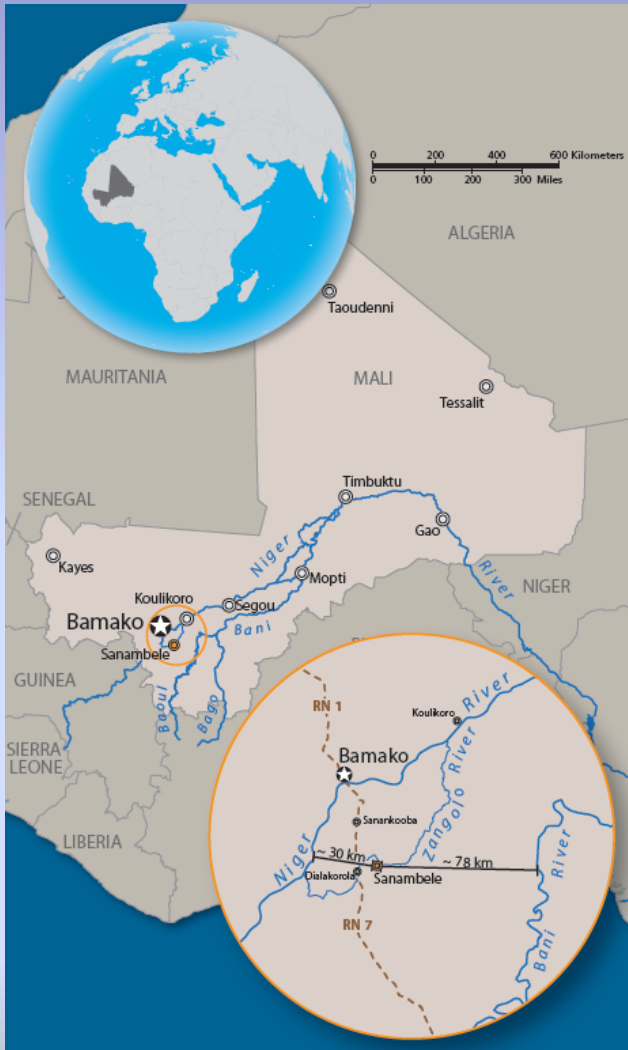 0 200 400 600 Kilometers
0 100 200 300 Miles
ALGERIA
Taoudenni
MAURITANIA
MALI
Tessalit
Timbuktu
SENEGAL
Gao
Niger
River
Kayes
Mopti
NIGER
Koulikoro
Segou
Bamako
Bani
Sanambele
GUINEA
Baoul
Bago
SIERRA
LEONE
LIBERIA
RN 1
River
Koulikoro
Bamako
Zangolo River
Sanankooba
Niger
~ 30 km
~ 78 km
Dialakorola
Sanambele
River
Bani
RN 7